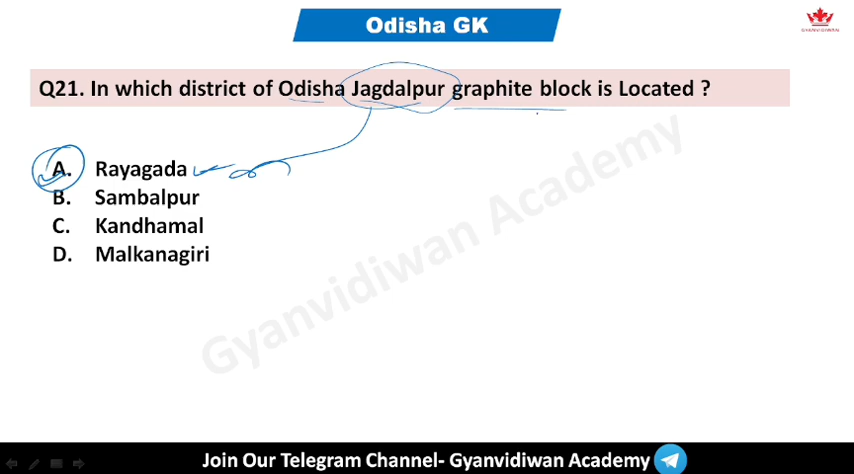 Odisha GK
GYANVIDIWAN
Q21. In which district of Odisha Jagdalpur graphite block is Located ?
A. Rayagada
B. Sambalpur
C. Kandhamal
D. Malkanagiri
Gyanvidiwan Academy
Join Our Telegram Channel- Gyanvidiwan Academy